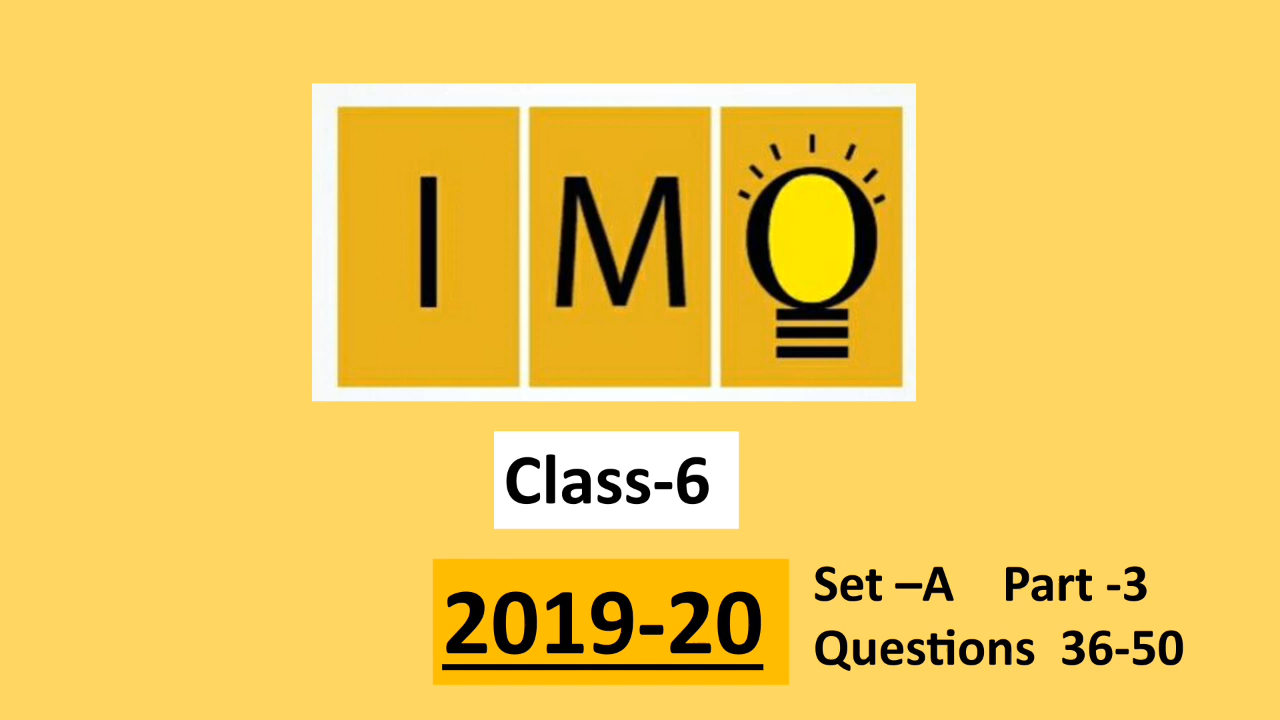 IMO
Class-6
2019-20
Set –A Part -3
Questions 36-50